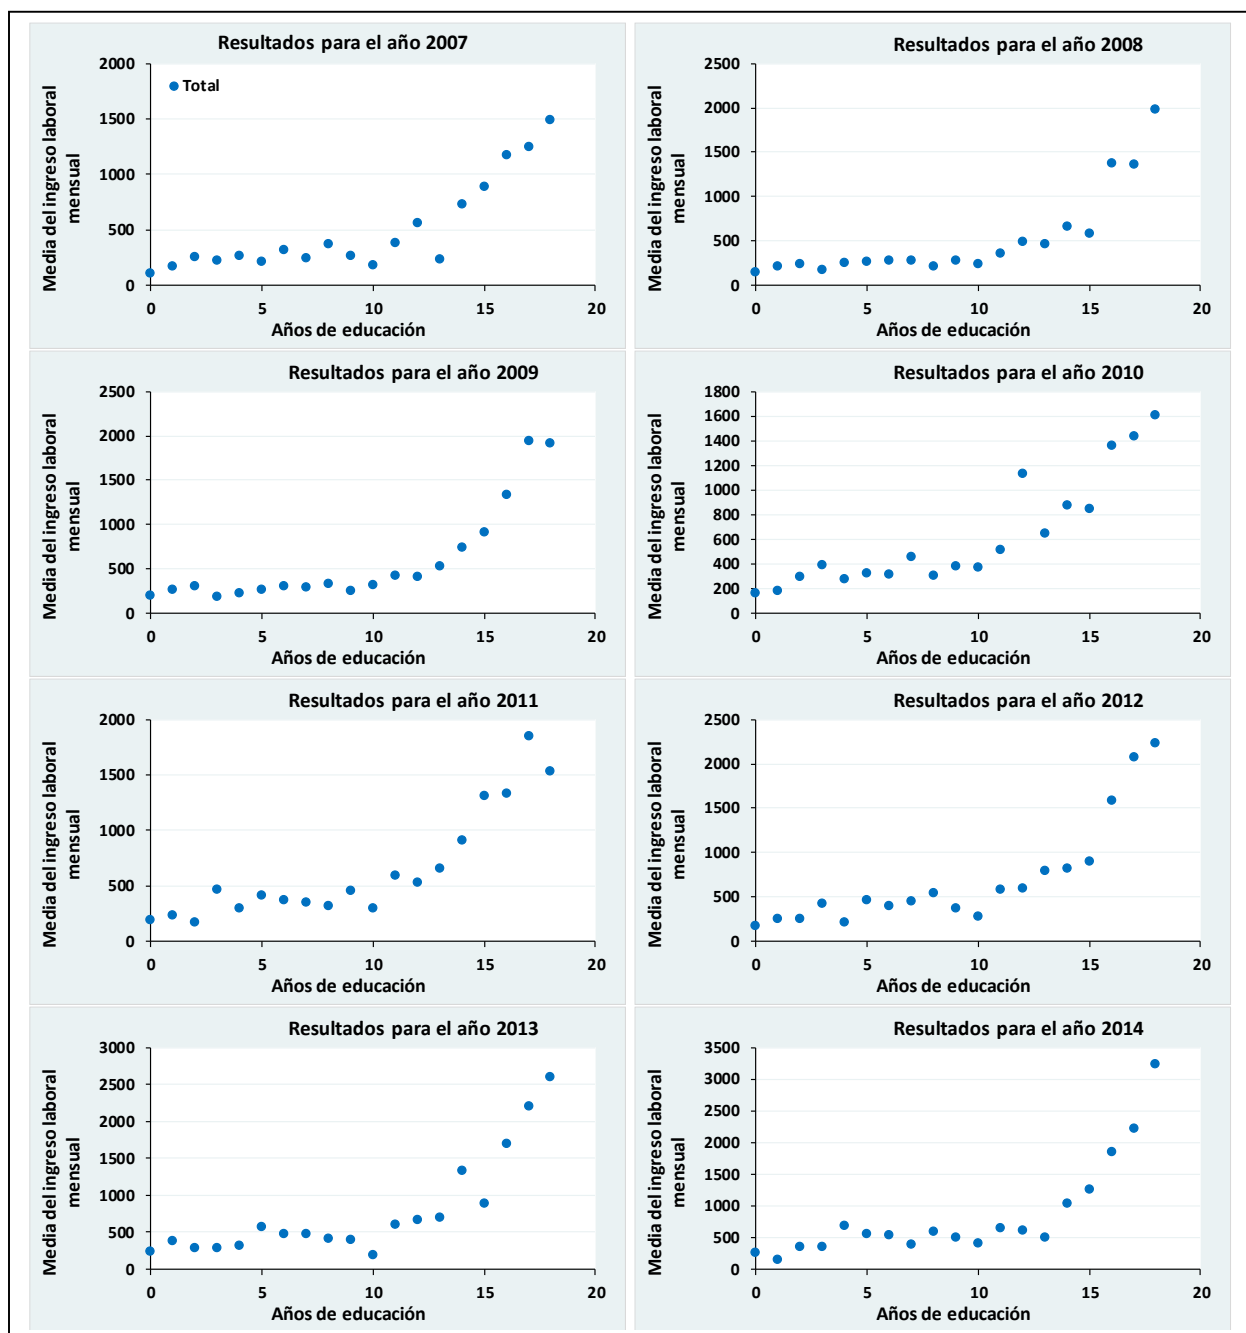 Resultados para el año 2007
Media del ingreso laboral
mensual
2000
1500
1000
500
0
Total
0 5 10 15 20
Años de educación
Resultados para el año 2008
Media del ingreso laboral
mensual
2500
2000
1500
1000
500
0
0 5 10 15 20
Años de educación
Resultados para el año 2009
Media del ingreso laboral
mensual
2500
2000
1500
1000
500
0
0 5 10 15 20
Años de educación
Resultados para el año 2010
Media del ingreso laboral
mensual
1800
1600
1400
1200
1000
800
600
400
200
0
0 5 10 15 20
Años de educación
Resultados para el año 2011
Media del ingreso laboral
mensual
2000
1500
1000
500
0
0 5 10 15 20
Años de educación
Resultados para el año 2012
Media del ingreso laboral
mensual
2500
2000
1500
1000
500
0
0 5 10 15 20
Años de educación
Resultados para el año 2013
Media del ingreso laboral
mensual
3000
2500
2000
1500
1000
500
0
0 5 10 15 20
Años de educación
Resultados para el año 2014
Media del ingreso laboral
mensual
3500
3000
2500
2000
1500
1000
500
0
0 5 10 15 20
Años de educación